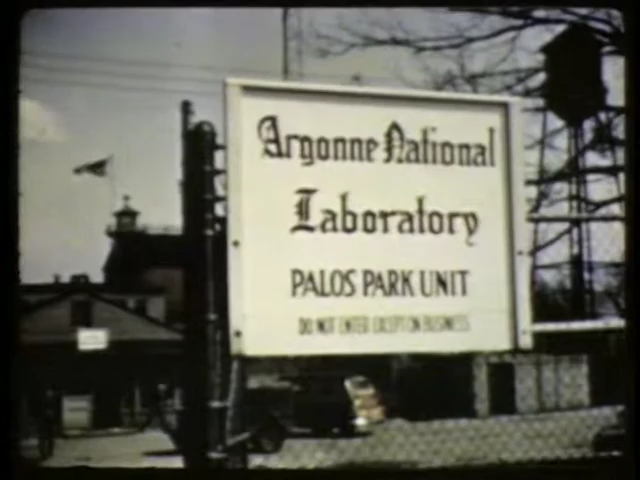 Argonne National
Laboratory
PALOS PARK UNIT
DO NOT ENTER EXCEPT ON BUSINESS